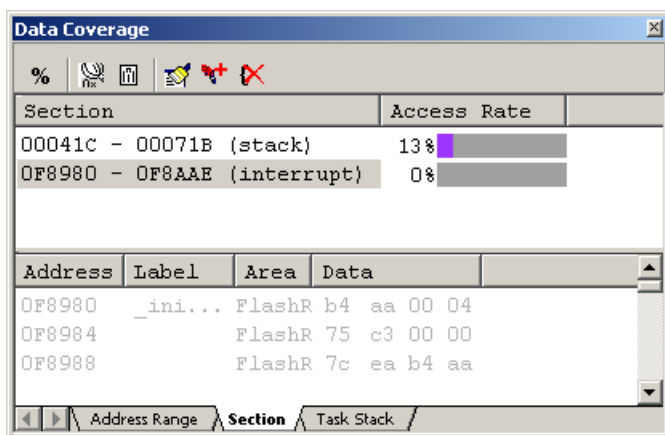 Data Coverage
%
Section Access Rate
00041C - 00071B (stack) 13%
0F8980 - 0F8AAE (interrupt) 0%
Address Label Area Data
0F8980 _ini... FlashR b4 aa 00 04
0F8984 FlashR 75 c3 00 00
0F8988 FlashR 7c ea b4 aa
Address Range Section Task Stack